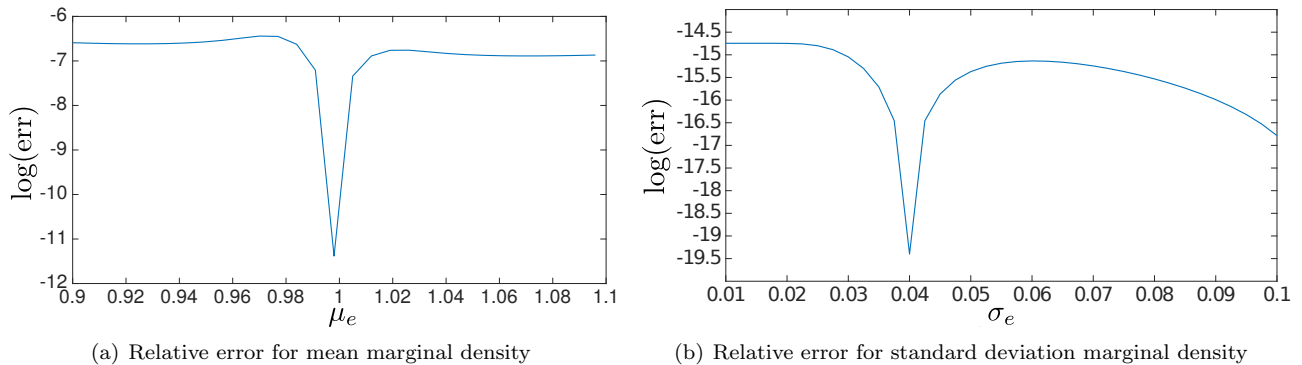 -6
-7
-8
-9
-10
-11
-12
log(err)
0.9 0.92 0.94 0.96 0.98 1 1.02 1.04 1.06 1.08 1.1
μ_e
(a) Relative error for mean marginal density
-14.5
-15
-15.5
-16
-16.5
-17
-17.5
-18
-18.5
-19
-19.5
log(err)
0.01 0.02 0.03 0.04 0.05 0.06 0.07 0.08 0.09 0.1
σ_e
(b) Relative error for standard deviation marginal density